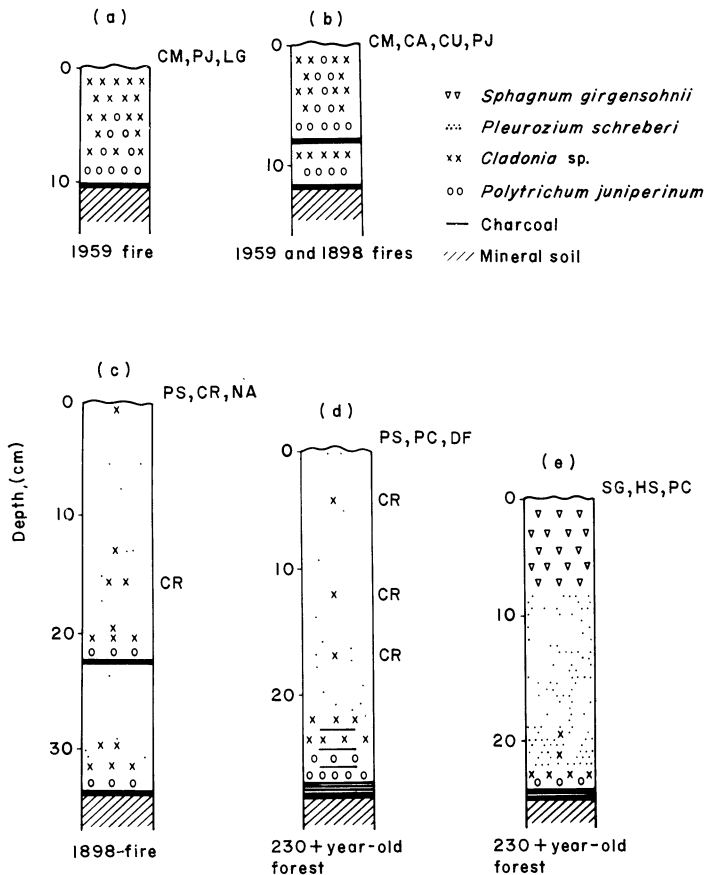 (a)
(b)
CM,PJ,LG
CM,CA,CU,PJ
0
10
0
10
1959 fire
1959 and 1898 fires
Sphagnum girgensohnii
Pleurozium schreberi
Cladonia sp.
Polytrichum juniperinum
Charcoal
Mineral soil
(c)
PS,CR,NA
0
10
20
30
Depth,(cm)
CR
1898-fire
(d)
PS,PC,DF
0
10
20
CR
CR
CR
230+year-old
forest
(e)
SG,HS,PC
0
10
20
230+year-old
forest